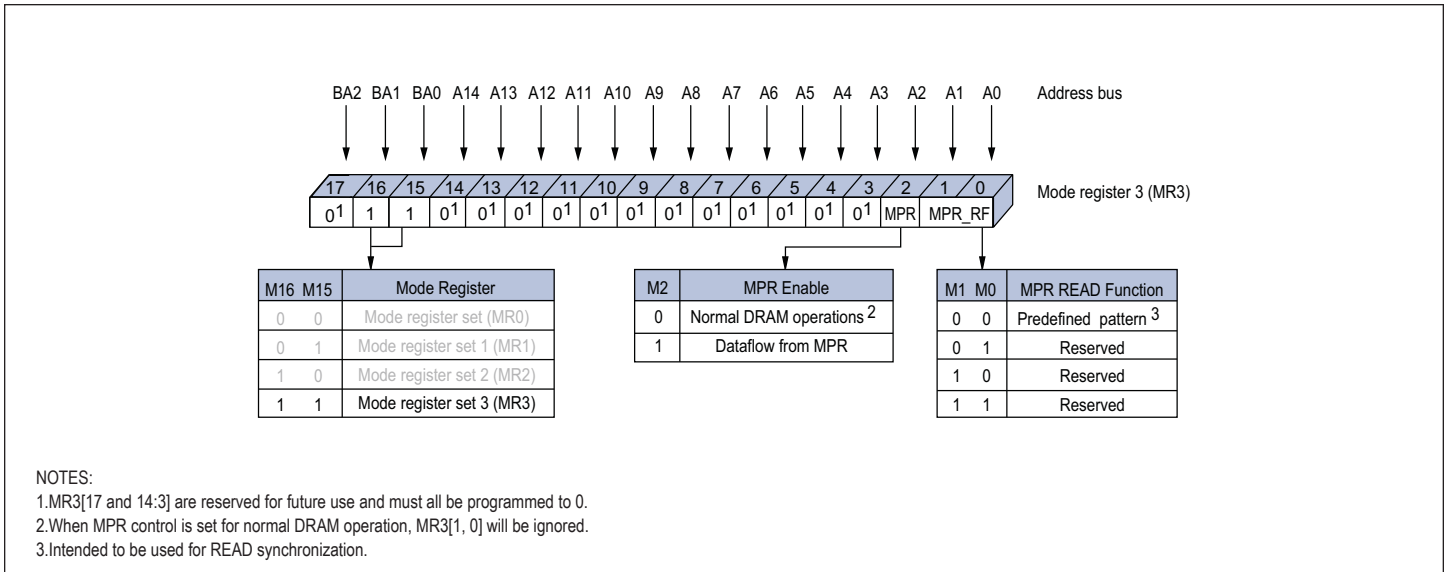 BA2 BA1 BA0 A14 A13 A12 A11 A10 A9 A8 A7 A6 A5 A4 A3 A2 A1 A0 Address bus
17 16 15 14 13 12 11 10 9 8 7 6 5 4 3 2 1 0
Mode register 3 (MR3)
0¹ 1 1 0¹ 0¹ 0¹ 0¹ 0¹ 0¹ 0¹ 0¹ 0¹ 0¹ 0¹ 0¹ MPR MPR_RF
M16 M15 Mode Register
0 0 Mode register set (MR0)
0 1 Mode register set 1 (MR1)
1 0 Mode register set 2 (MR2)
1 1 Mode register set 3 (MR3)
M2 MPR Enable
0 Normal DRAM operations 2
1 Dataflow from MPR
M1 M0 MPR READ Function
0 0 Predefined pattern 3
0 1 Reserved
1 0 Reserved
1 1 Reserved
NOTES:
1.MR3[17 and 14:3] are reserved for future use and must all be programmed to 0.
2.When MPR control is set for normal DRAM operation, MR3[1, 0] will be ignored.
3.Intended to be used for READ synchronization.